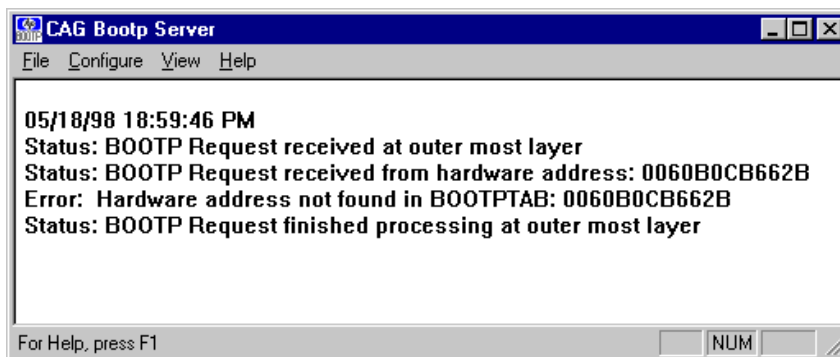 CAG Bootp Server
File Configure View Help
05/18/98 18:59:46 PM
Status: BOOTP Request received at outer most layer
Status: BOOTP Request received from hardware address: 0060B0CB662B
Error: Hardware address not found in BOOTPTAB: 0060B0CB662B
Status: BOOTP Request finished processing at outer most layer
For Help, press F1
NUM